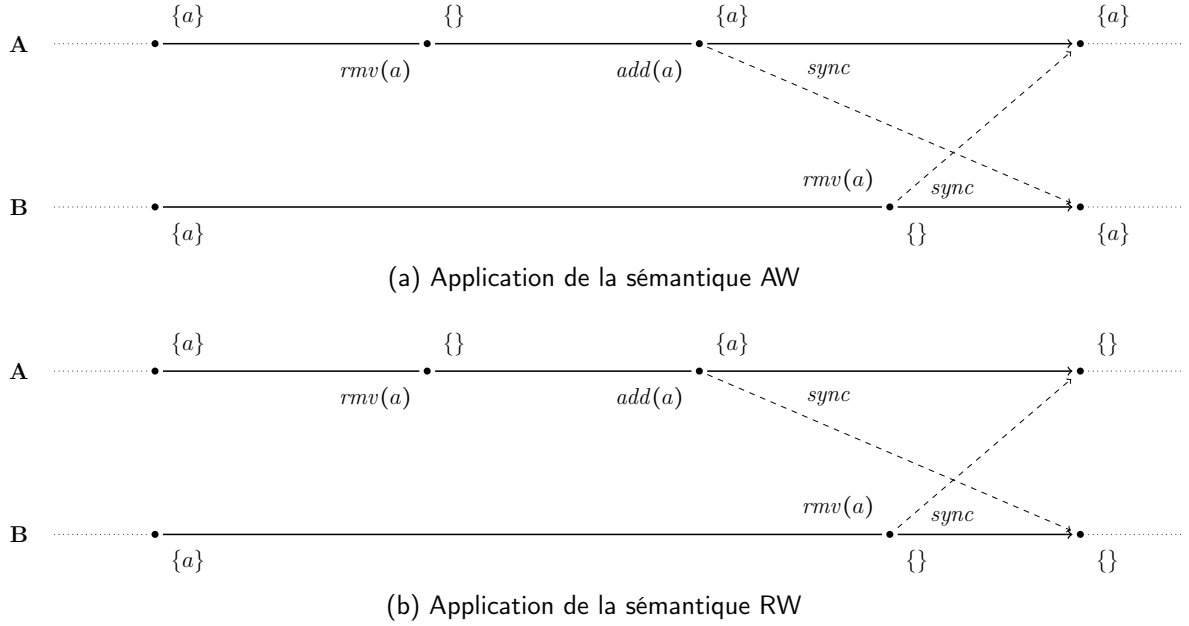 {a} {} {a} {a}
A
rmv(a) add(a) sync
rmv(a) sync
B
{a} {} {a}
(a) Application de la sémantique AW
{a} {} {a} {}
A
rmv(a) add(a) sync
rmv(a) sync
B
{a} {} {}
(b) Application de la sémantique RW